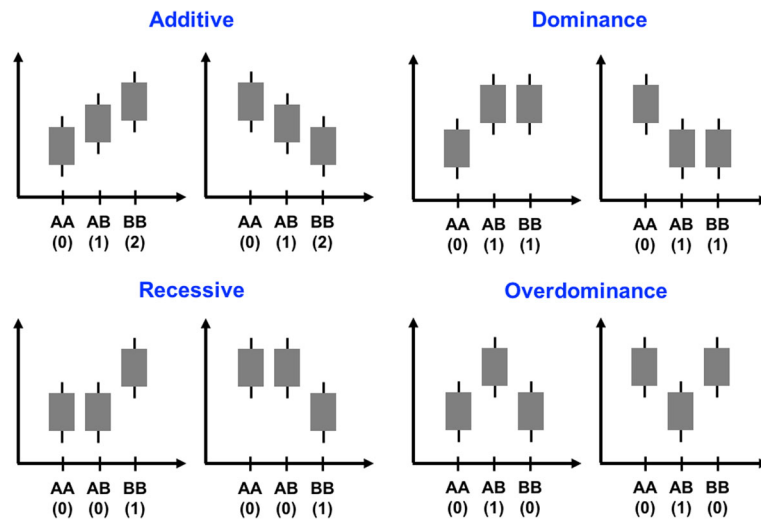 Additive
Dominance
AA AB BB
(0) (1) (2)
AA AB BB
(0) (1) (2)
AA AB BB
(0) (1) (1)
AA AB BB
(0) (1) (1)
Recessive
Overdominance
AA AB BB
(0) (0) (1)
AA AB BB
(0) (0) (1)
AA AB BB
(0) (1) (0)
AA AB BB
(0) (1) (0)